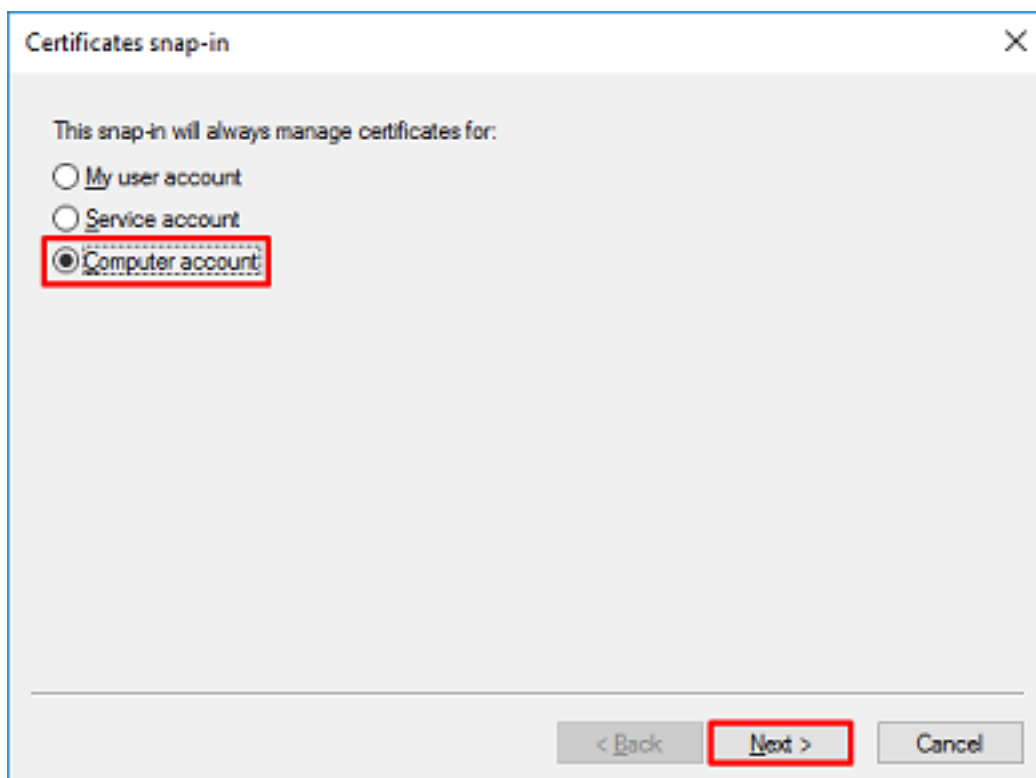 Certificates snap-in
This snap-in will always manage certificates for:
My user account
Service account
Computer account
< Back
Next >
Cancel